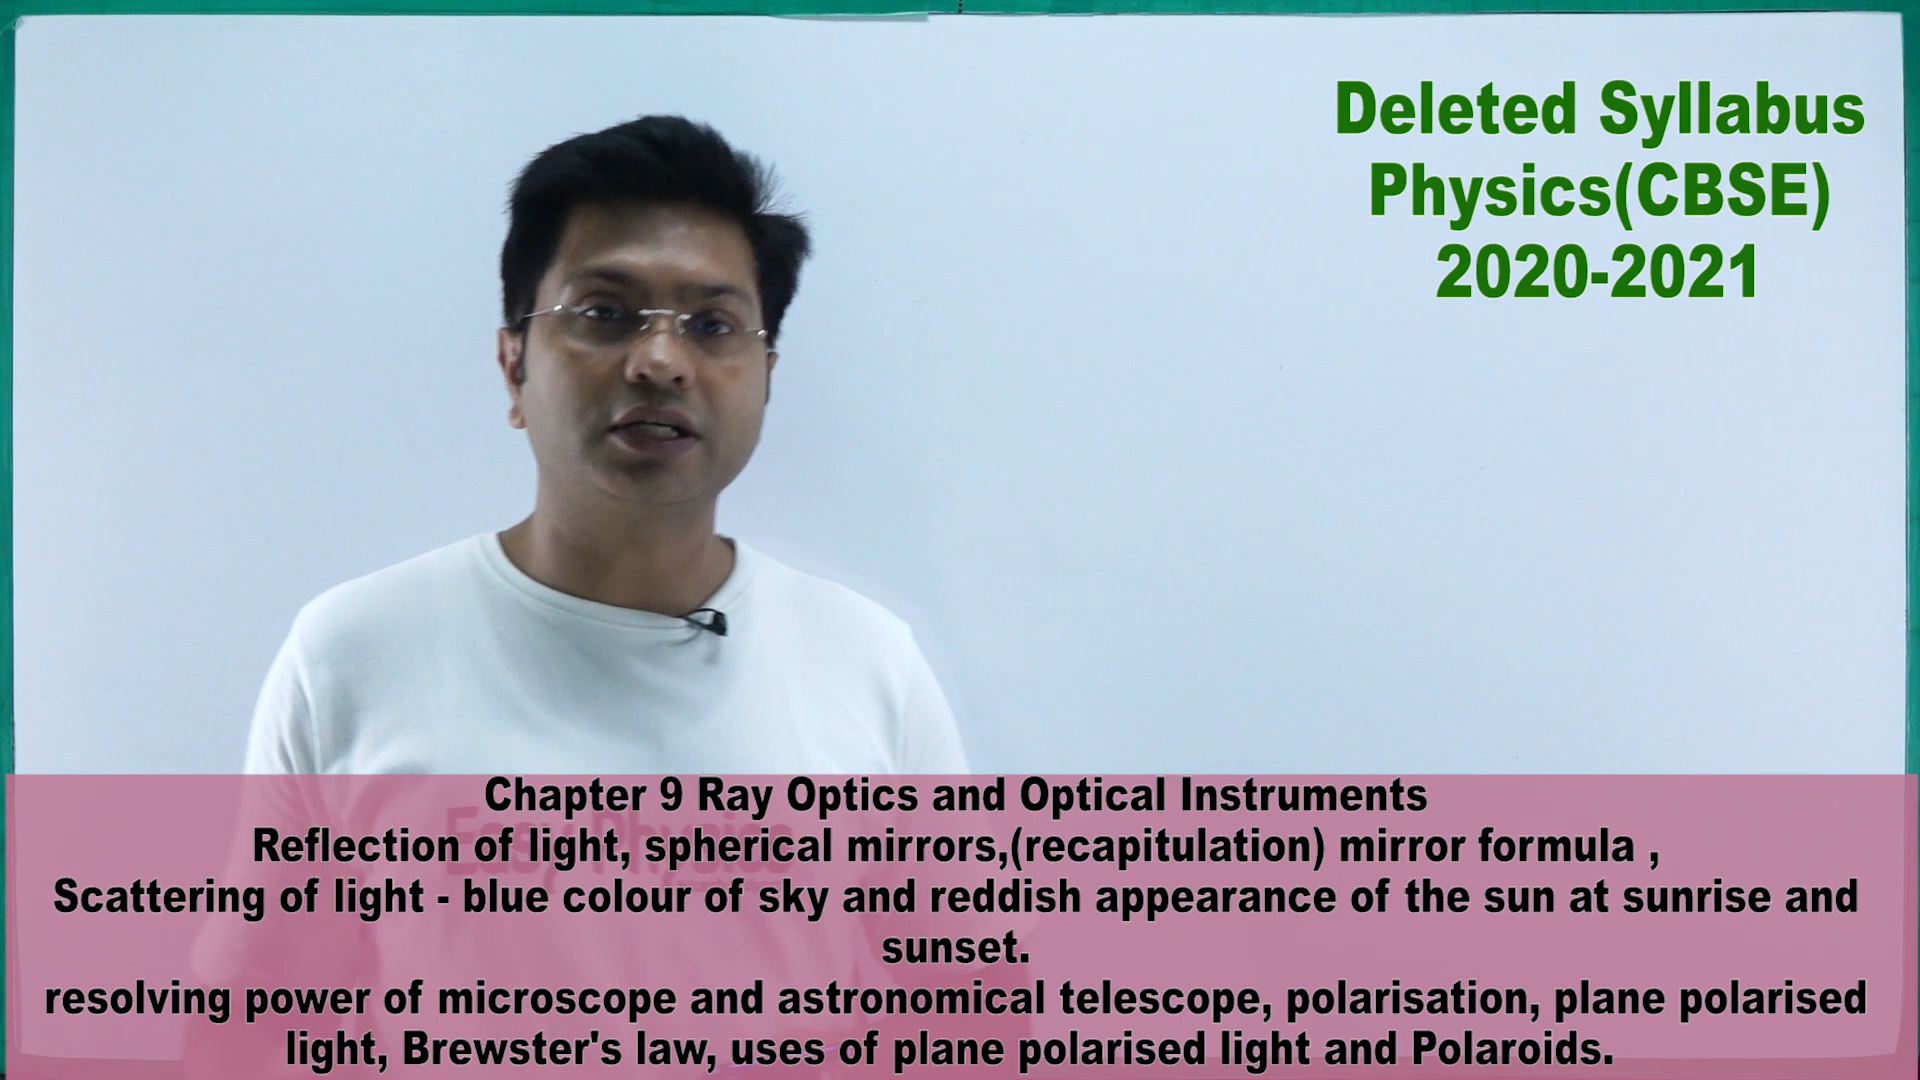 Deleted Syllabus
Physics(CBSE)
2020-2021
Chapter 9 Ray Optics and Optical Instruments
Easy Physics
Reflection of light, spherical mirrors,(recapitulation) mirror formula ,
Scattering of light - blue colour of sky and reddish appearance of the sun at sunrise and
sunset.
resolving power of microscope and astronomical telescope, polarisation, plane polarised
light, Brewster's law, uses of plane polarised light and Polaroids.